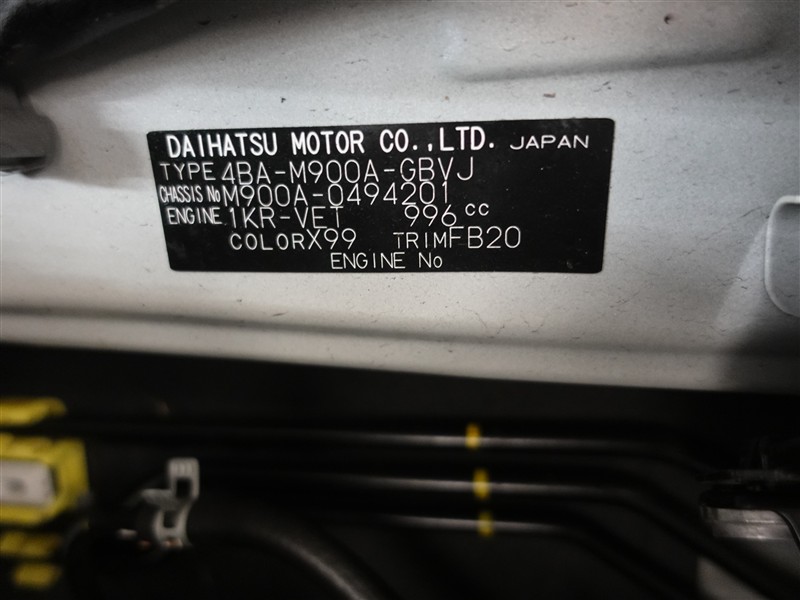 DAIHATSU MOTOR CO.,LTD. JAPAN
TYPE 4BA-M900A-GBVJ
CHASSIS No M900A-0494201
ENGINE 1KR-VET 996 cc
COLOR X99 TRIM FB20
ENGINE No